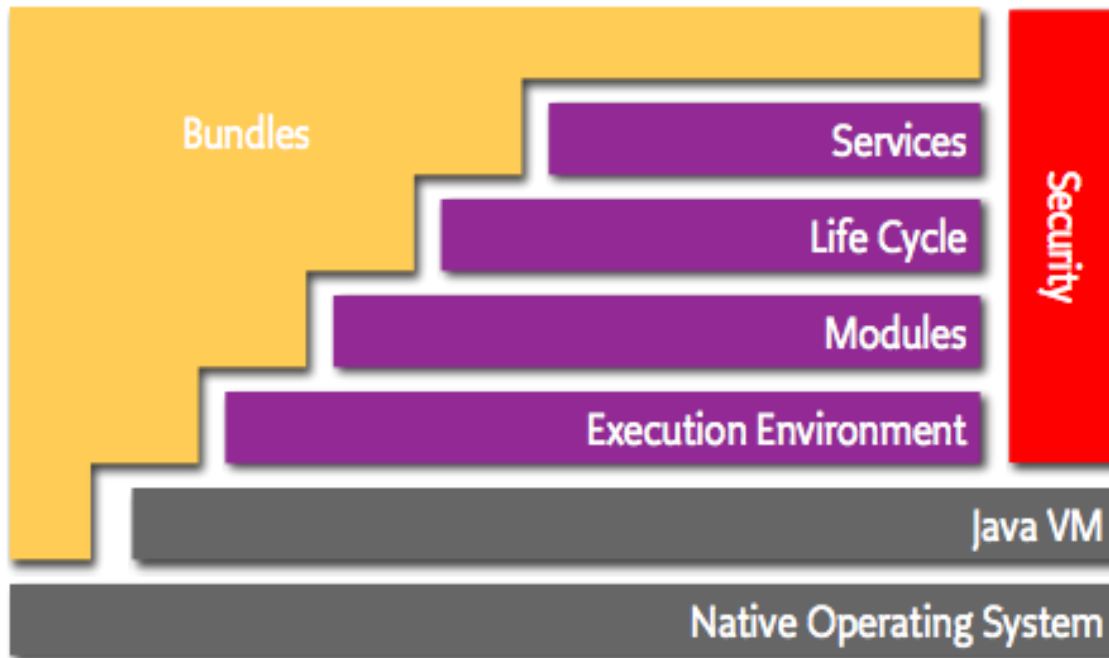 Bundles
Services
Life Cycle
Modules
Execution Environment
Security
Java VM
Native Operating System